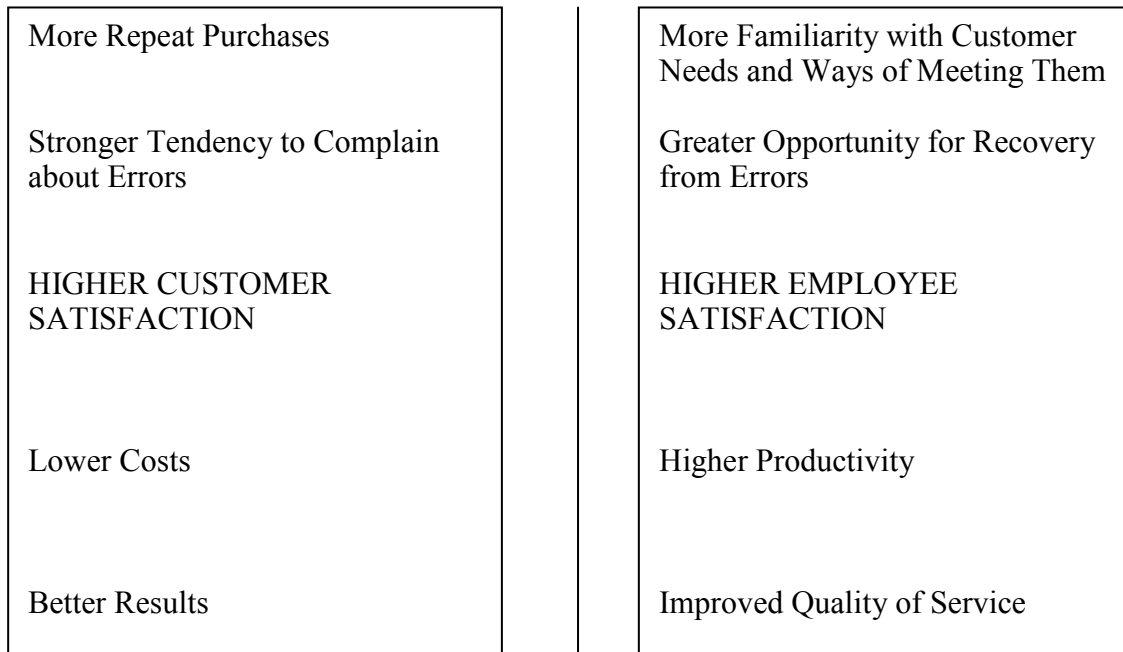 More Repeat Purchases
Stronger Tendency to Complain
about Errors
HIGHER CUSTOMER
SATISFACTION
Lower Costs
Better Results
More Familiarity with Customer
Needs and Ways of Meeting Them
Greater Opportunity for Recovery
from Errors
HIGHER EMPLOYEE
SATISFACTION
Higher Productivity
Improved Quality of Service